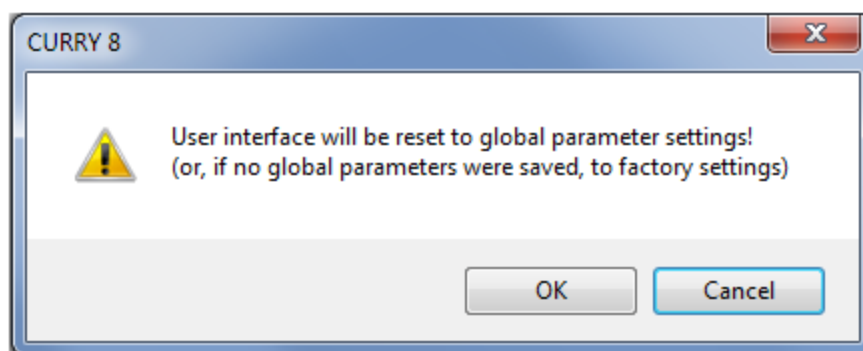 CURRY 8
User interface will be reset to global parameter settings!
(or, if no global parameters were saved, to factory settings)
OK
Cancel